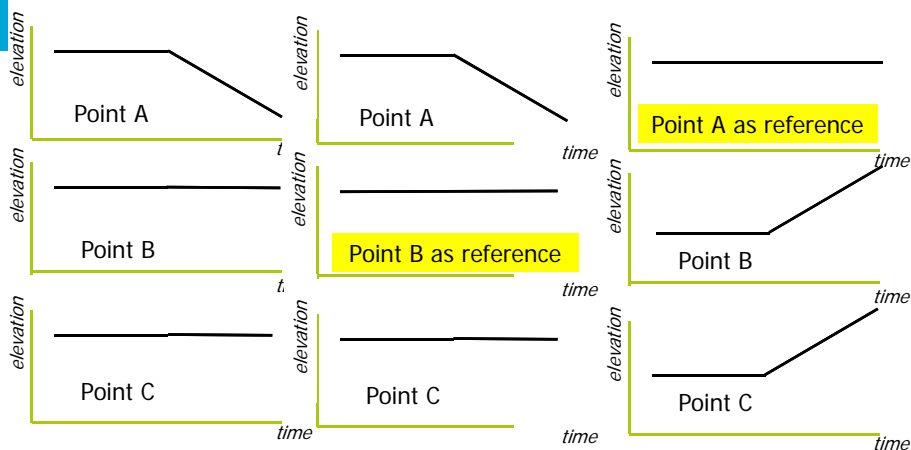 elevation
Point A
elevation
Point A
time
elevation
Point A as reference
time
elevation
Point B
elevation
Point B as reference
time
elevation
Point B
time
elevation
Point C
time
elevation
Point C
time
elevation
Point C
time